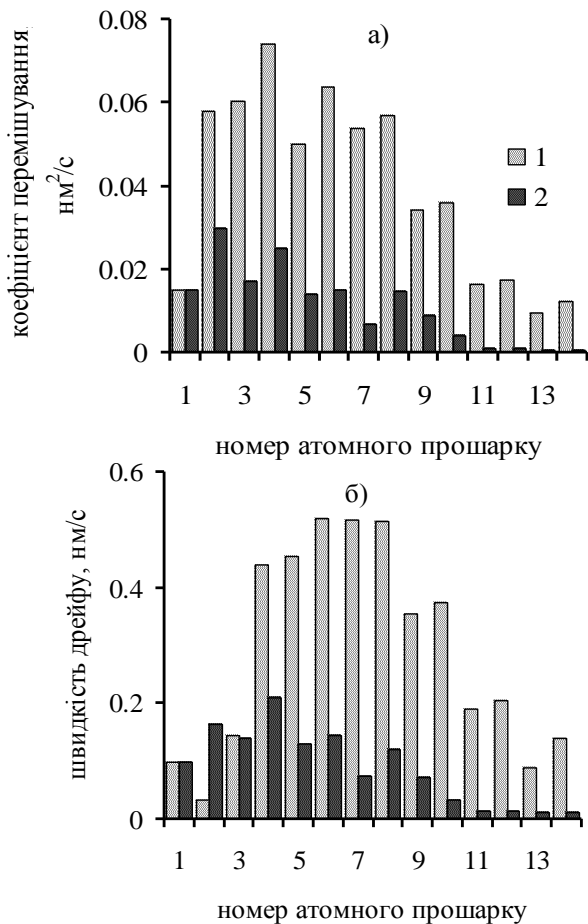 а)
0.08
0.06
0.04
0.02
0
коефіцієнт перемішування
нм²/с
1
2
1 3 5 7 9 11 13
номер атомного прошарку
б)
0.6
0.4
0.2
0
швидкість дрейфу, нм/с
1 3 5 7 9 11 13
номер атомного прошарку